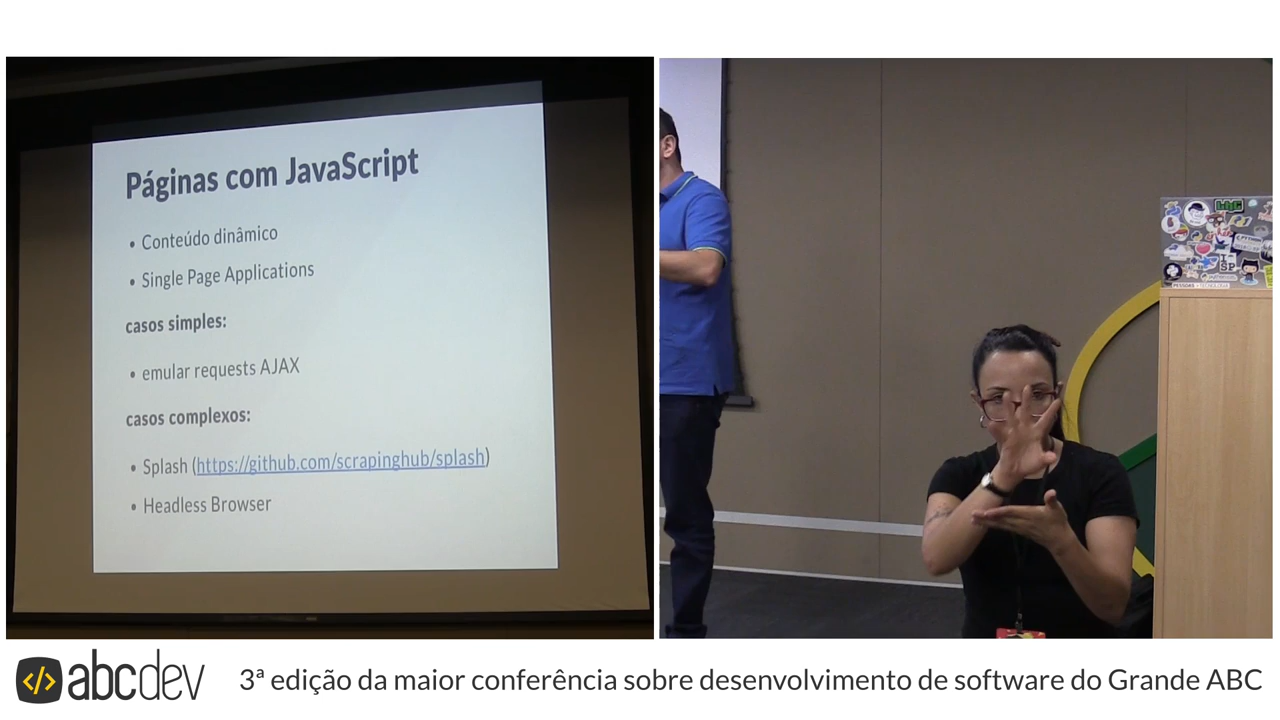 Páginas com JavaScript
• Conteúdo dinâmico
• Single Page Applications
casos simples:
• emular requests AJAX
casos complexos:
• Splash (https://github.com/scrapinghub/splash)
• Headless Browser
SP
</> abcdev
3ª edição da maior conferência sobre desenvolvimento de software do Grande ABC